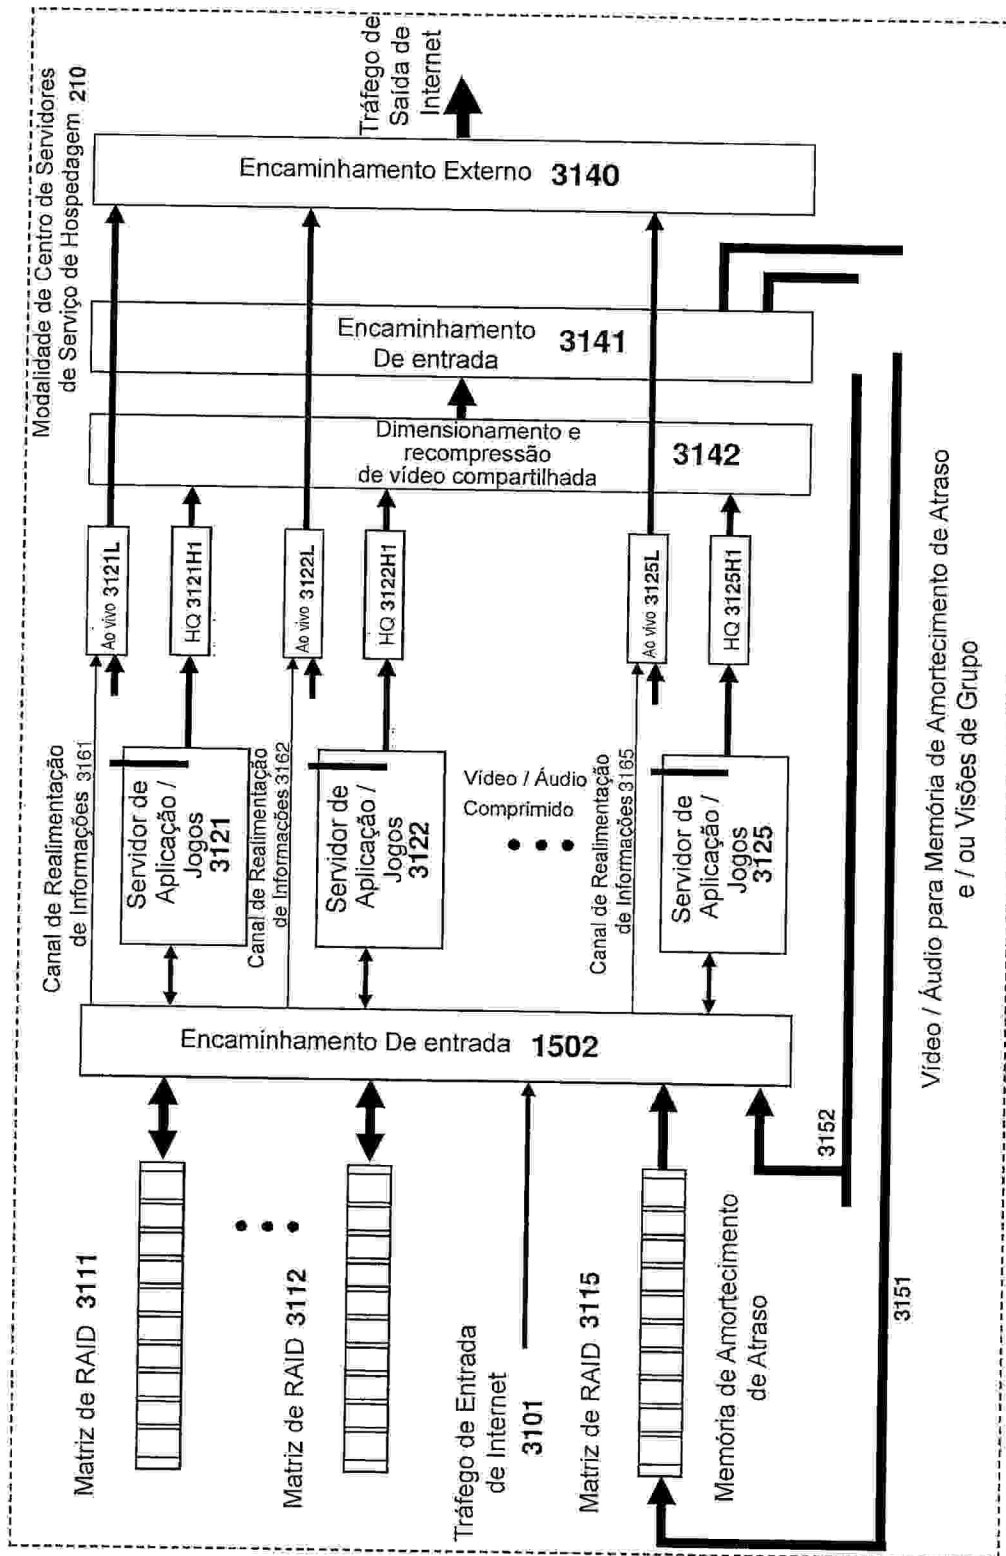 Modalidade de Centro de Servidores
de Serviço de Hospedagem 210
Matriz de RAID 3111
Matriz de RAID 3112
Tráfego de Entrada
de Internet
3101
Matriz de RAID 3115
Memória de Amortecimento
de Atraso
Encaminhamento De entrada 1502
Canal de Realimentação
de Informações 3161
Servidor de
Aplicação /
Jogos
3121
Canal de Realimentação
de Informações 3162
Servidor de
Aplicação /
Jogos
3122
Vídeo / Áudio
Comprimido
Canal de Realimentação
de Informações 3165
Servidor de
Aplicação /
Jogos
3125
Ao vivo 3121L
HQ 3121H1
Ao vivo 3122L
HQ 3122H1
Ao vivo 3125L
HQ 3125H1
Dimensionamento e
recompressão
de vídeo compartilhada
3142
Encaminhamento
De entrada
3141
Encaminhamento Externo 3140
Tráfego de
Saída de
Internet
3152
3151
Vídeo / Áudio para Memória de Amortecimento de Atraso
e / ou Visões de Grupo